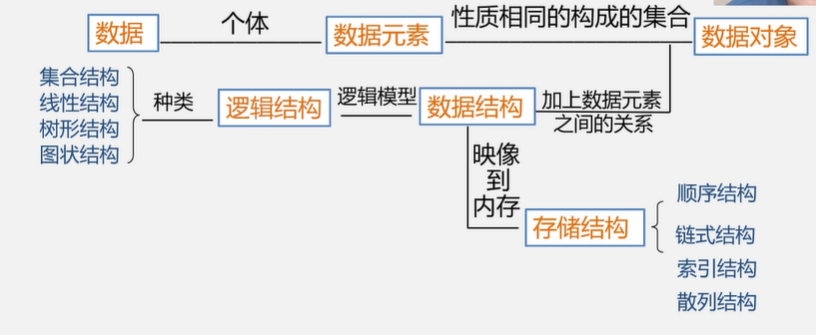 数据
个体
数据元素
性质相同的构成的集合
数据对象
集合结构
线性结构
树形结构
图状结构
种类
逻辑结构
逻辑模型
数据结构
加上数据元素
之间的关系
映像
到
内存
存储结构
顺序结构
链式结构
索引结构
散列结构